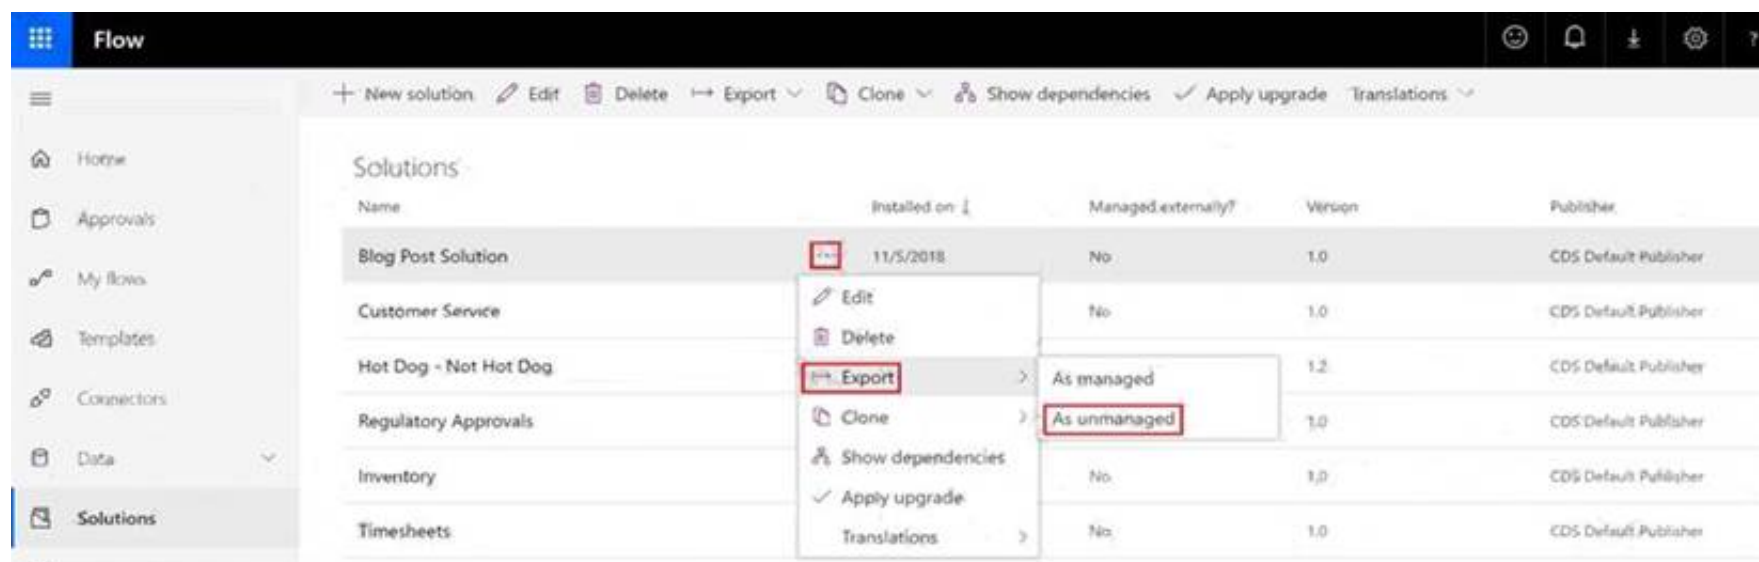 Flow
?
New solution Edit Delete Export Clone Show dependencies Apply upgrade Translations
Home
Approvals
My flows
Templates
Connectors
Data
Solutions
Solutions
Name Installed on Managed externally? Version Publisher
Blog Post Solution ... 11/5/2018 No 1.0 CDS Default Publisher
Customer Service No 1.0 CDS Default Publisher
Hot Dog - Not Hot Dog 1.2 CDS Default Publisher
Regulatory Approvals 1.0 CDS Default Publisher
Inventory No 1.0 CDS Default Publisher
Timesheets No 1.0 CDS Default Publisher
Edit
Delete
Export
Clone
Show dependencies
Apply upgrade
Translations
As managed
As unmanaged